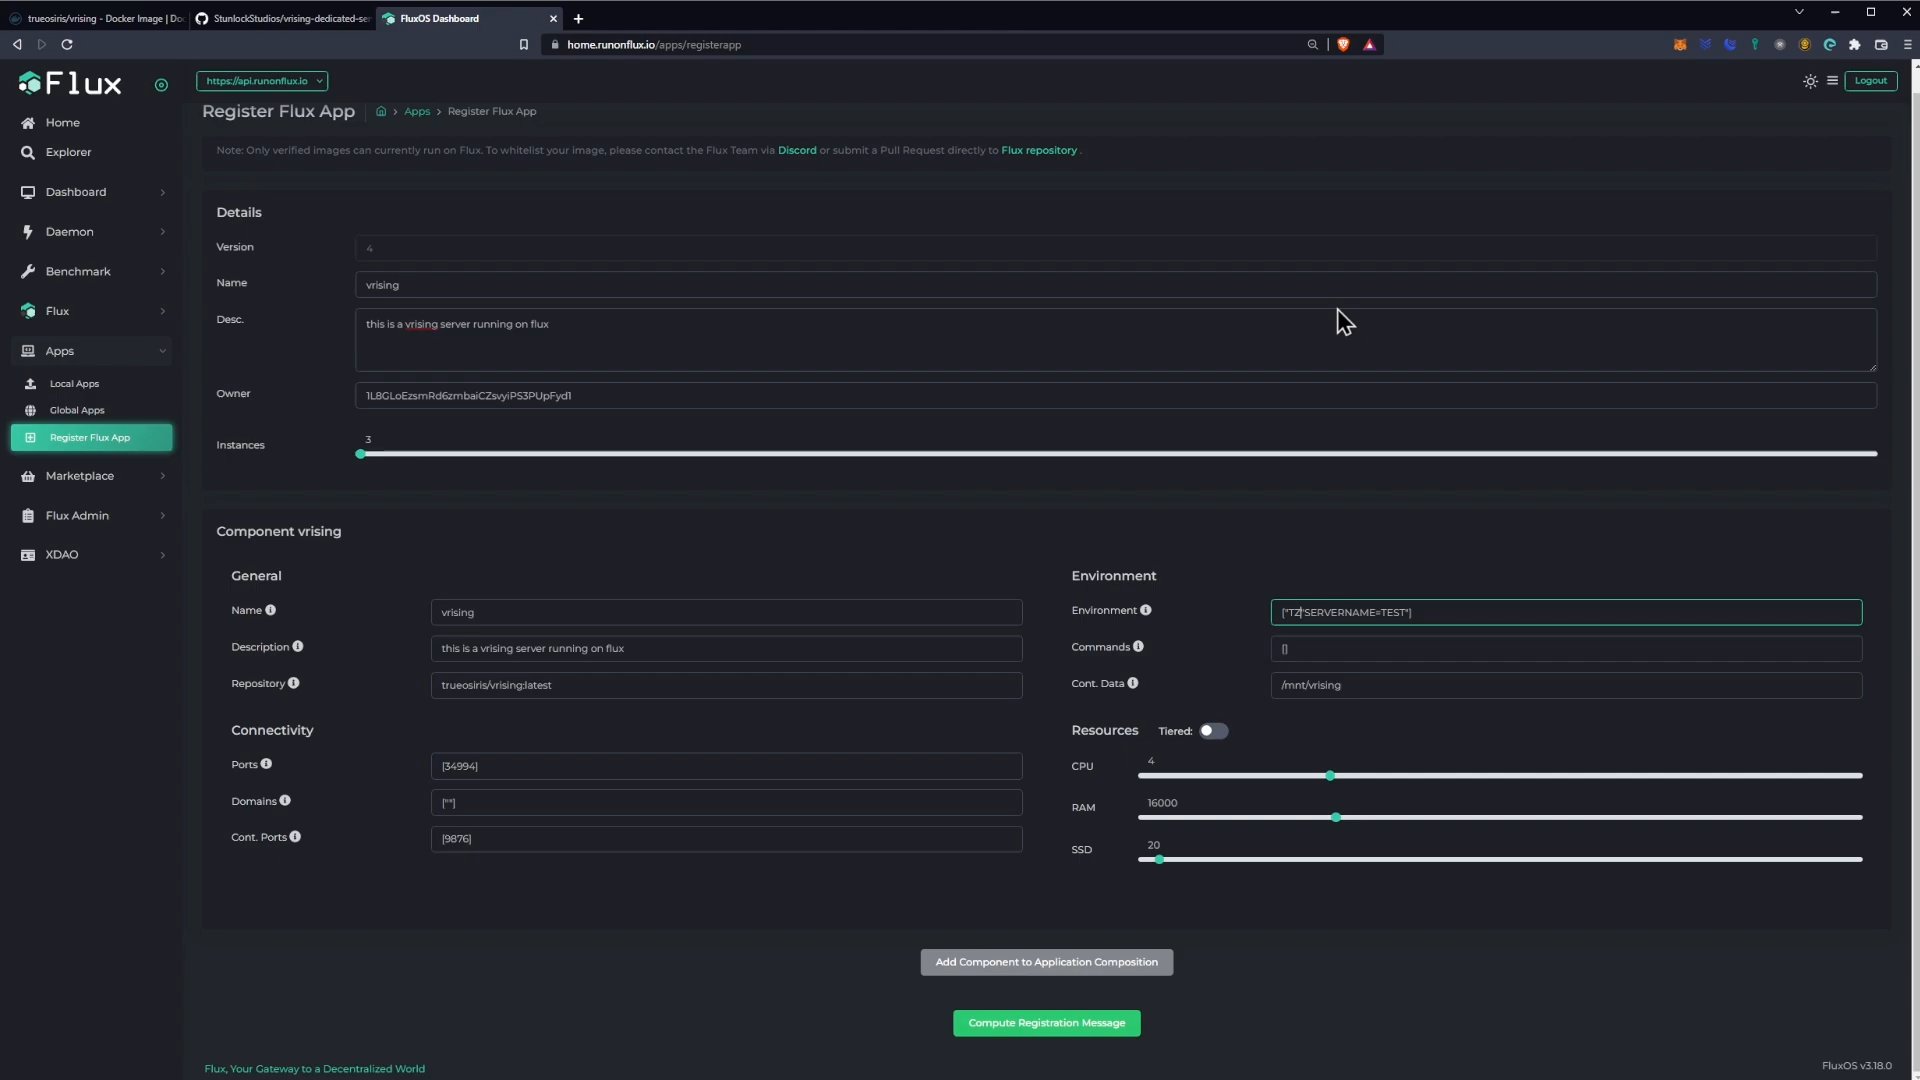 trueosiris/vrising - Docker Image | Doc
StunlockStudios/vrising-dedicated-ser
FluxOS Dashboard
home.runonflux.io/apps/registerapp
Flux
https://api.runonflux.io
Logout
Register Flux App
Apps
Register Flux App
Note: Only verified images can currently run on Flux. To whitelist your image, please contact the Flux Team via Discord or submit a Pull Request directly to Flux repository .
Home
Explorer
Dashboard
Daemon
Benchmark
Flux
Apps
Local Apps
Global Apps
Register Flux App
Marketplace
Flux Admin
XDAO
Details
Version
4
Name
vrising
Desc.
this is a vrising server running on flux
Owner
1L8GLoEzsmRd6zmbaiCZsvyiPS3PUpFyd1
Instances
3
Component vrising
General
Name
vrising
Description
this is a vrising server running on flux
Repository
trueosiris/vrising:latest
Connectivity
Ports
[34994]
Domains
[""]
Cont. Ports
[9876]
Environment
Environment
["TZ"SERVERNAME=TEST"]
Commands
[]
Cont. Data
/mnt/vrising
Resources
Tiered:
CPU
4
RAM
16000
SSD
20
Add Component to Application Composition
Compute Registration Message
Flux, Your Gateway to a Decentralized World
FluxOS v3.18.0